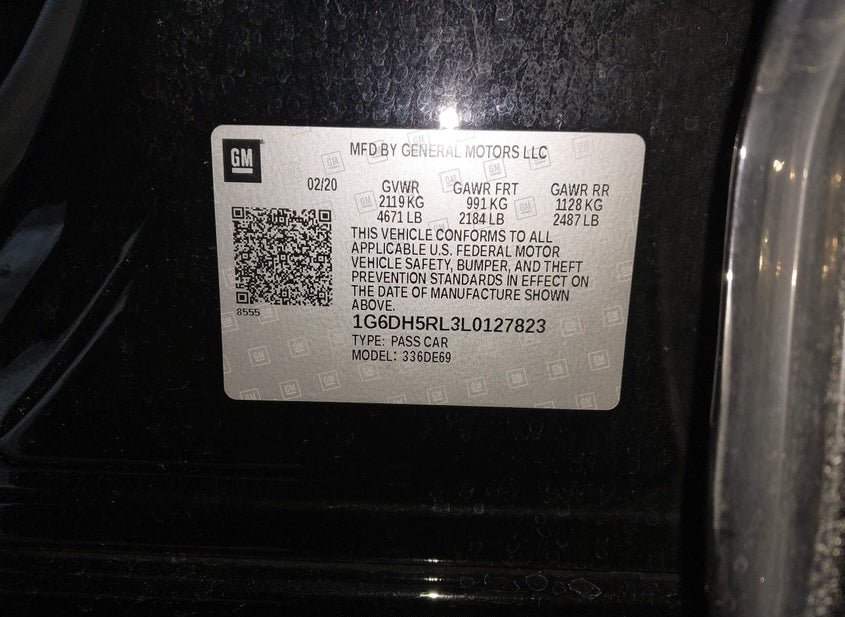 GM
MFD BY GENERAL MOTORS LLC
02/20 GVWR GAWR FRT GAWR RR
2119 KG 991 KG 1128 KG
4671 LB 2184 LB 2487 LB
THIS VEHICLE CONFORMS TO ALL
APPLICABLE U.S. FEDERAL MOTOR
VEHICLE SAFETY, BUMPER, AND THEFT
PREVENTION STANDARDS IN EFFECT ON
THE DATE OF MANUFACTURE SHOWN
ABOVE.
8555
1G6DH5RL3L0127823
TYPE: PASS CAR
MODEL: 336DE69